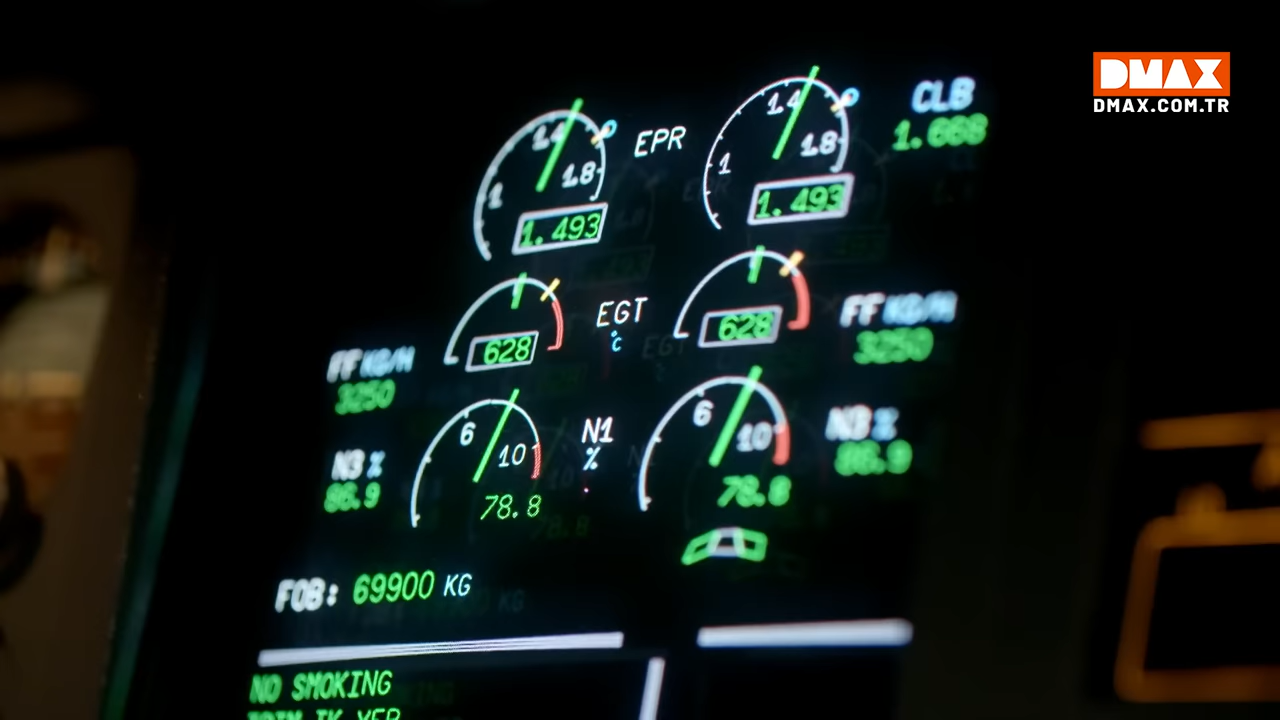 DMAX
DMAX.COM.TR
CLB
1.4 EPR 1.4
1 1.8 1 1.8
1.493 1.493
EGT
°C
628 628
FF KG/H FF KG/H
3250 3250
6 10 N1 6 10
%
N3 % N3 %
86.9 86.9
78.8 78.8
FOB: 69900 KG
NO SMOKING